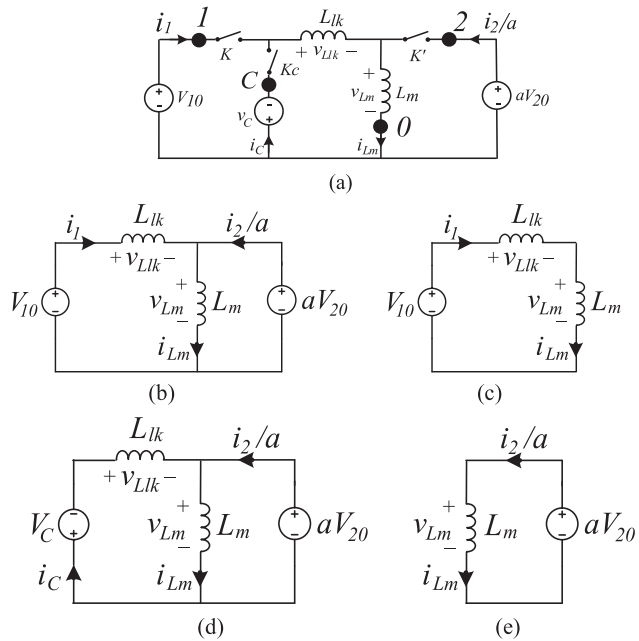 i1 1 K Llk + vLlk − K' 2 i2/a
V10 + − C Kc − + vC iC + vLm − Lm 0 iLm + − aV20
(a)
i1 Llk + vLlk − i2/a
V10 + − + vLm − Lm iLm + − aV20
(b)
i1 Llk + vLlk −
V10 + − + vLm − Lm iLm
(c)
Llk + vLlk − i2/a
VC − + iC + vLm − Lm iLm + − aV20
(d)
i2/a
+ vLm − Lm iLm + − aV20
(e)